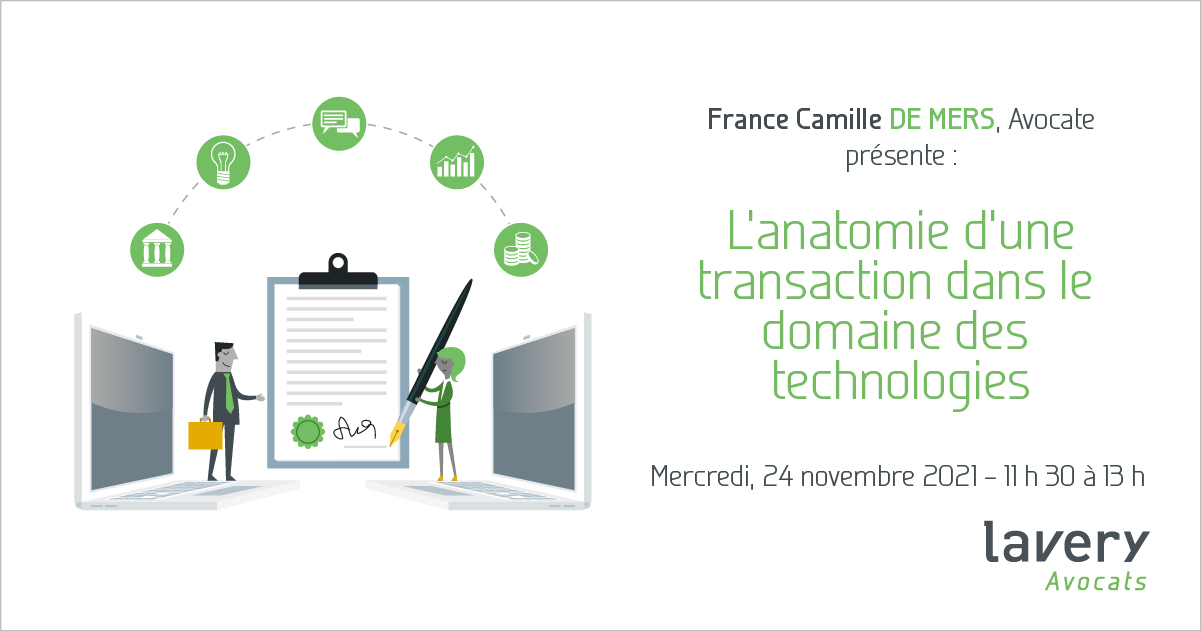 France Camille DE MERS, Avocate
présente :
L'anatomie d'une
transaction dans le
domaine des
technologies
Mercredi, 24 novembre 2021 – 11 h 30 à 13 h
lavery
Avocats